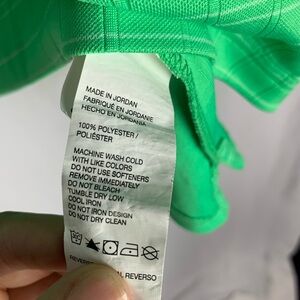 MADE IN JORDAN
FABRIQUÉ EN JORDANIE
HECHO EN JORDANIA
100% POLYESTER /
POLIÉSTER
MACHINE WASH COLD
WITH LIKE COLORS
DO NOT USE SOFTENERS
REMOVE IMMEDIATELY
DO NOT BLEACH
TUMBLE DRY LOW
COOL IRON
DO NOT IRON DESIGN
DO NOT DRY CLEAN
REVERSO